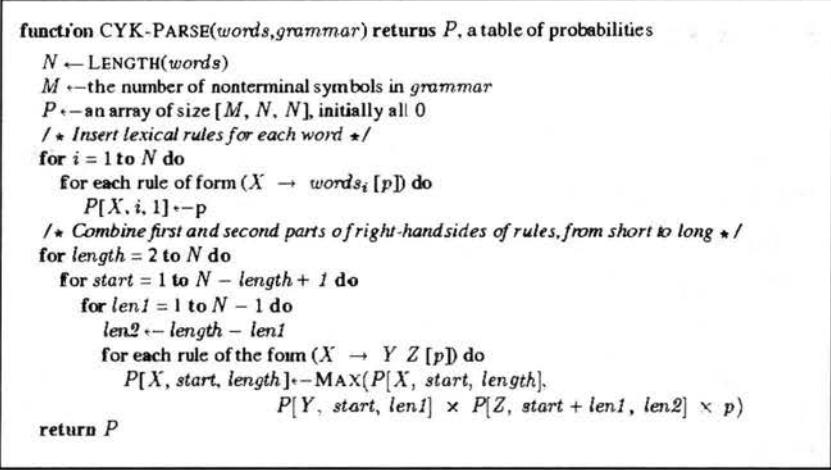 function CYK-PARSE(words,grammar) returns P, a table of probabilities
N ← LENGTH(words)
M ← the number of nonterminal symbols in grammar
P ← an array of size [M, N, N], initially all 0
/* Insert lexical rules for each word */
for i = 1 to N do
for each rule of form (X → words_i [p]) do
P[X, i, 1] ← p
/* Combine first and second parts of right-hand sides of rules, from short to long */
for length = 2 to N do
for start = 1 to N − length + 1 do
for len1 = 1 to N − 1 do
len2 ← length − len1
for each rule of the form (X → Y Z [p]) do
P[X, start, length] ← MAX(P[X, start, length],
P[Y, start, len1] × P[Z, start + len1, len2] × p)
return P